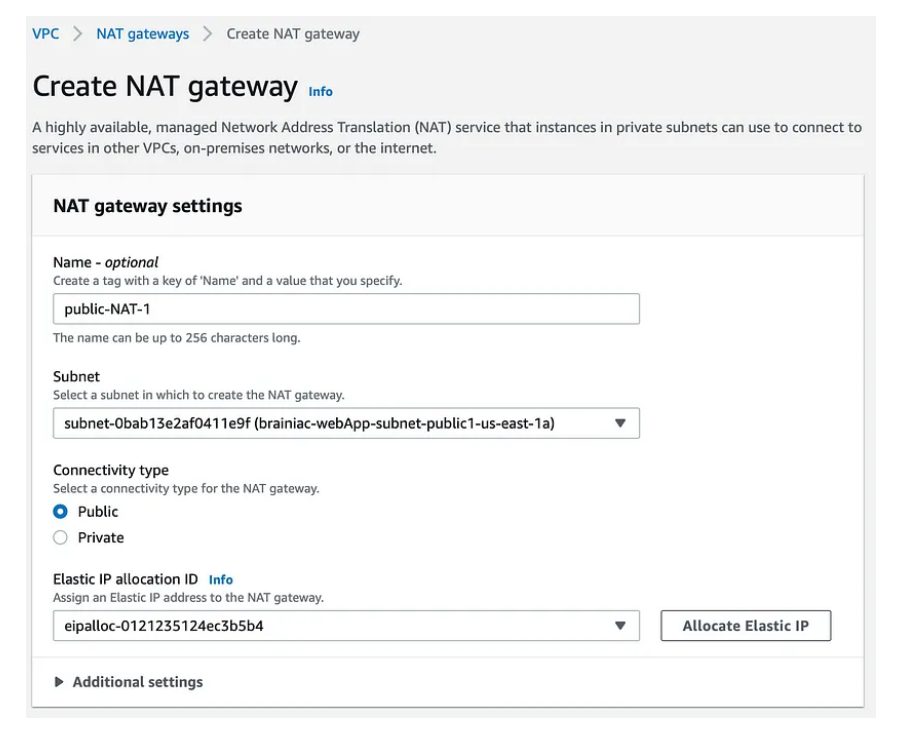 VPC > NAT gateways > Create NAT gateway
Create NAT gateway Info
A highly available, managed Network Address Translation (NAT) service that instances in private subnets can use to connect to
services in other VPCs, on-premises networks, or the internet.
NAT gateway settings
Name - optional
Create a tag with a key of 'Name' and a value that you specify.
public-NAT-1
The name can be up to 256 characters long.
Subnet
Select a subnet in which to create the NAT gateway.
subnet-0bab13e2af0411e9f (brainiac-webApp-subnet-public1-us-east-1a)
Connectivity type
Select a connectivity type for the NAT gateway.
Public
Private
Elastic IP allocation ID Info
Assign an Elastic IP address to the NAT gateway.
eipalloc-0121235124ec3b5b4 Allocate Elastic IP
Additional settings